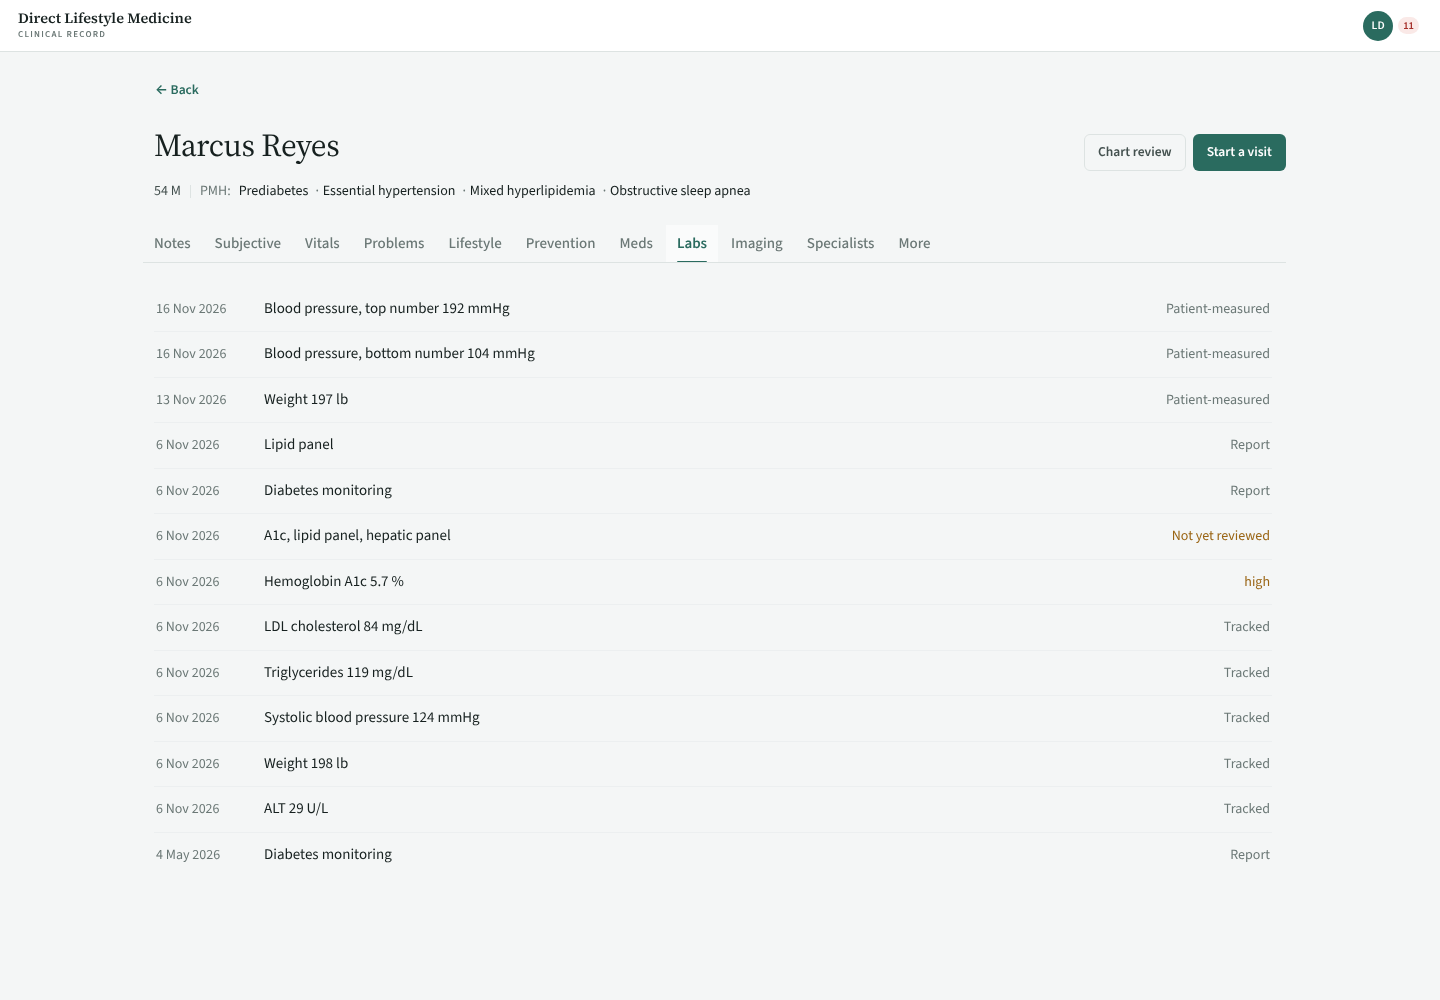 Direct Lifestyle Medicine
CLINICAL RECORD
LD 11
← Back
Marcus Reyes
Chart review Start a visit
54 M PMH: Prediabetes · Essential hypertension · Mixed hyperlipidemia · Obstructive sleep apnea
Notes Subjective Vitals Problems Lifestyle Prevention Meds Labs Imaging Specialists More
16 Nov 2026 Blood pressure, top number 192 mmHg Patient-measured
16 Nov 2026 Blood pressure, bottom number 104 mmHg Patient-measured
13 Nov 2026 Weight 197 lb Patient-measured
6 Nov 2026 Lipid panel Report
6 Nov 2026 Diabetes monitoring Report
6 Nov 2026 A1c, lipid panel, hepatic panel Not yet reviewed
6 Nov 2026 Hemoglobin A1c 5.7 % high
6 Nov 2026 LDL cholesterol 84 mg/dL Tracked
6 Nov 2026 Triglycerides 119 mg/dL Tracked
6 Nov 2026 Systolic blood pressure 124 mmHg Tracked
6 Nov 2026 Weight 198 lb Tracked
6 Nov 2026 ALT 29 U/L Tracked
4 May 2026 Diabetes monitoring Report